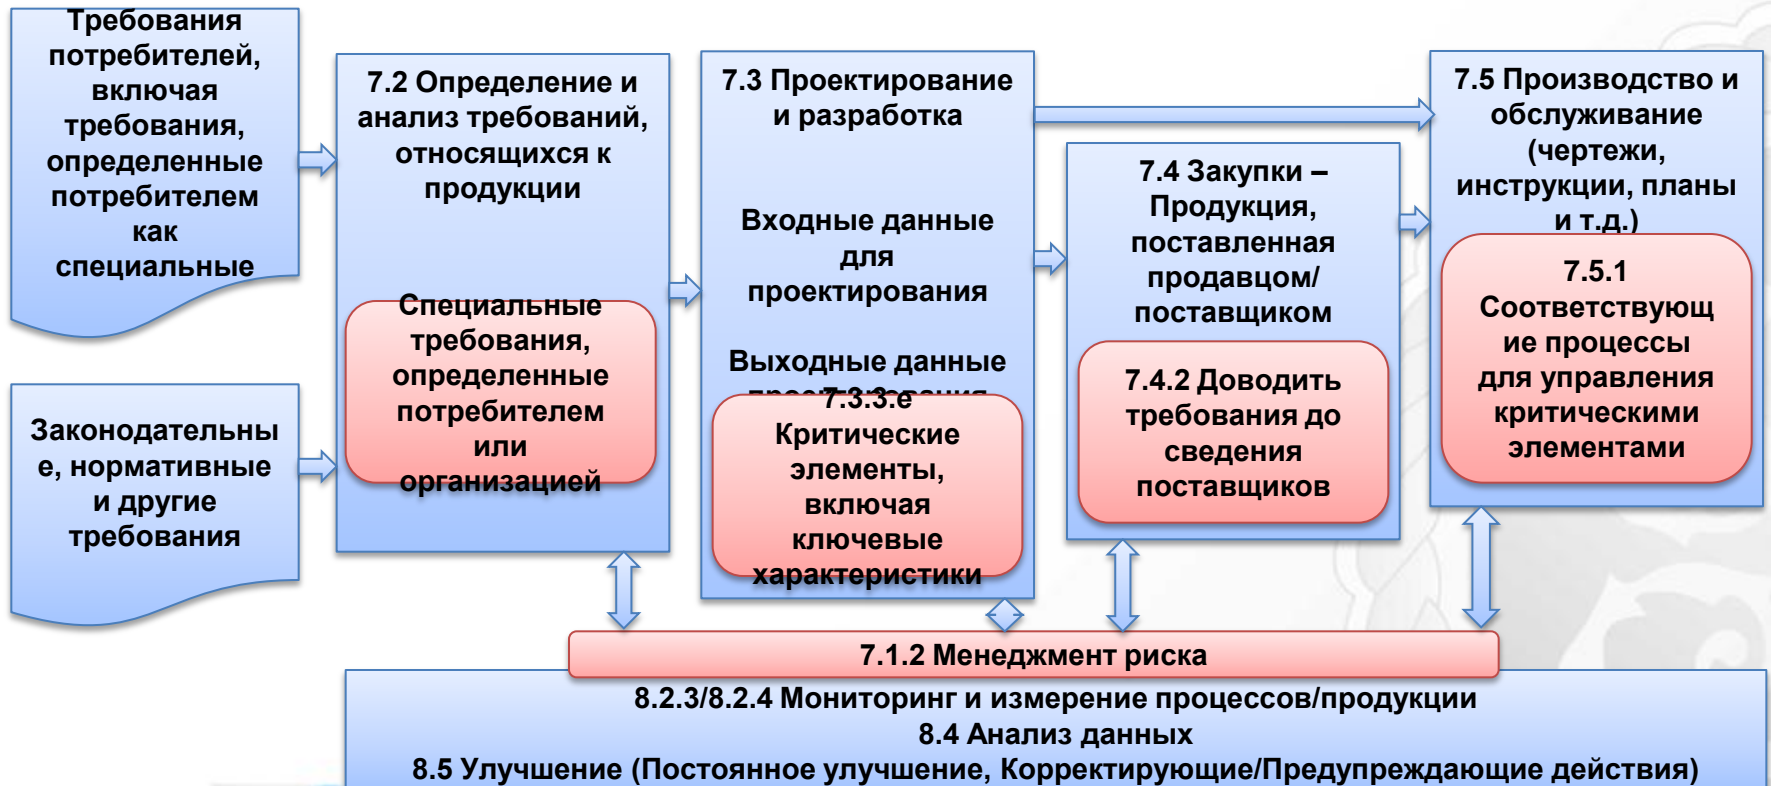 Требования
потребителей,
включая
требования,
определенные
потребителем
как
специальные
Законодательны
е, нормативные
и другие
требования
7.2 Определение и
анализ требований,
относящихся к
продукции
Специальные
требования,
определенные
потребителем
или
организацией
7.3 Проектирование
и разработка
Входные данные
для
проектирования
Выходные данные
проектирования
7.3.3.е
Критические
элементы,
включая
ключевые
характеристики
7.4 Закупки –
Продукция,
поставленная
продавцом/
поставщиком
7.4.2 Доводить
требования до
сведения
поставщиков
7.5 Производство и
обслуживание
(чертежи,
инструкции, планы
и т.д.)
7.5.1
Соответствующ
ие процессы
для управления
критическими
элементами
7.1.2 Менеджмент риска
8.2.3/8.2.4 Мониторинг и измерение процессов/продукции
8.4 Анализ данных
8.5 Улучшение (Постоянное улучшение, Корректирующие/Предупреждающие действия)